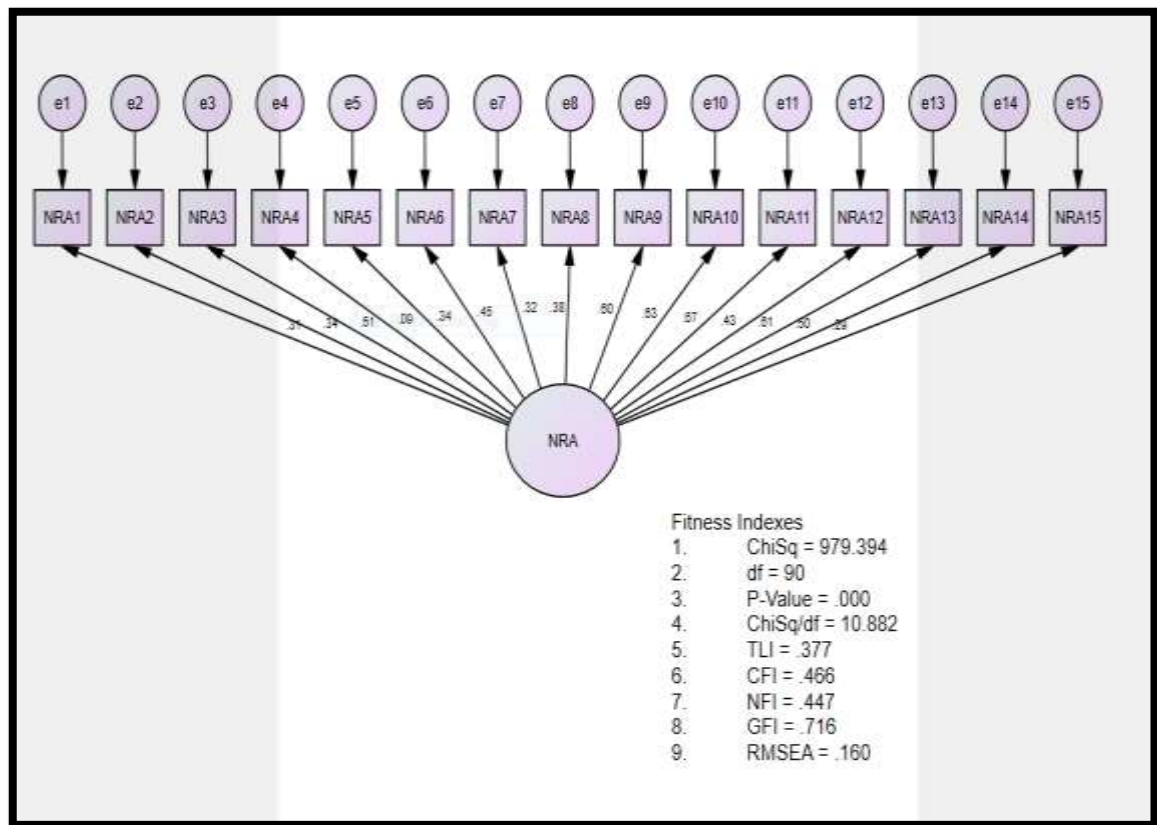 e1 e2 e3 e4 e5 e6 e7 e8 e9 e10 e11 e12 e13 e14 e15
NRA1 NRA2 NRA3 NRA4 NRA5 NRA6 NRA7 NRA8 NRA9 NRA10 NRA11 NRA12 NRA13 NRA14 NRA15
.31 .34 .51 .09 .34 .45 .32 .38 .60 .63 .67 .43 .61 .50 .29
NRA
Fitness Indexes
1. ChiSq = 979.394
2. df = 90
3. P-Value = .000
4. ChiSq/df = 10.882
5. TLI = .377
6. CFI = .466
7. NFI = .447
8. GFI = .716
9. RMSEA = .160